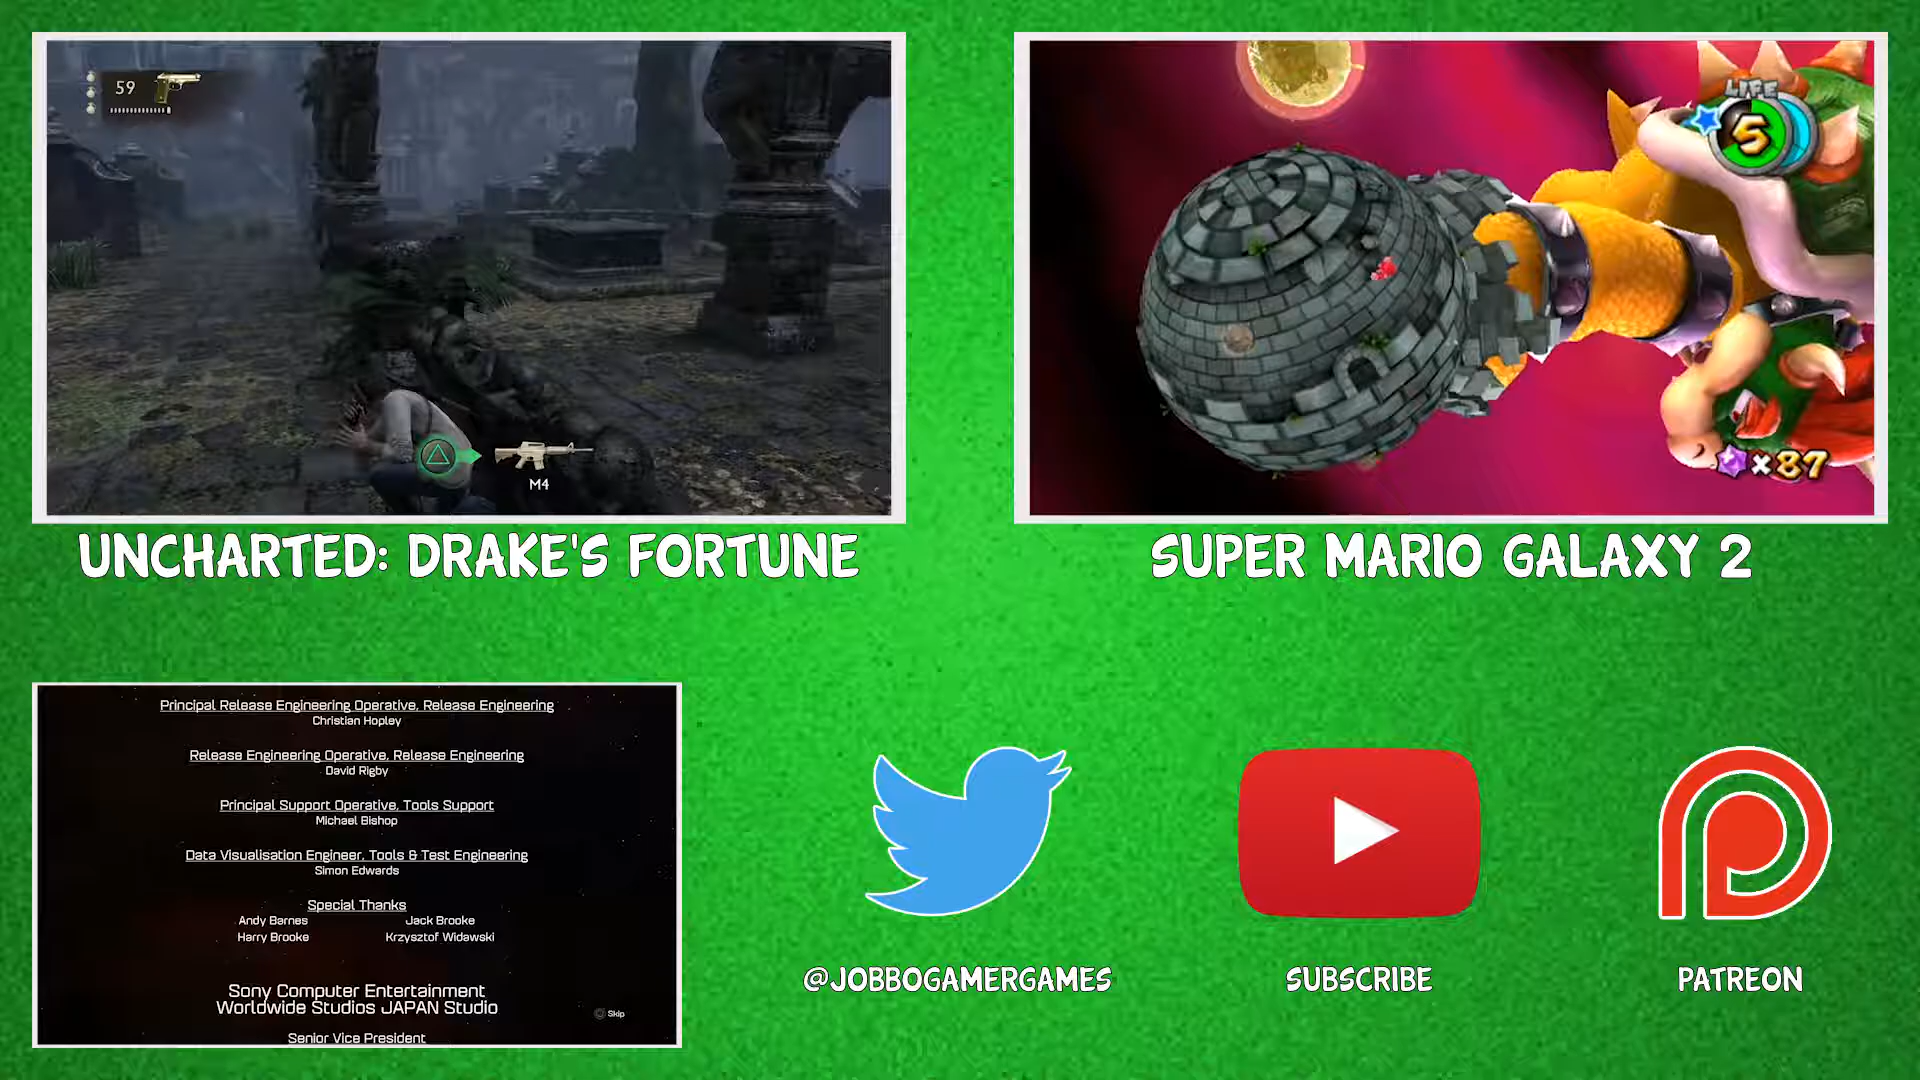 59
M4
UNCHARTED: DRAKE'S FORTUNE
LIFE
5
×87
SUPER MARIO GALAXY 2
Principal Release Engineering Operative, Release Engineering
Christian Hopley
Release Engineering Operative, Release Engineering
David Rigby
Principal Support Operative, Tools Support
Michael Bishop
Data Visualisation Engineer, Tools & Test Engineering
Simon Edwards
Special Thanks
Andy Barnes Jack Brooke
Harry Brooke Krzysztof Widawski
Sony Computer Entertainment
Worldwide Studios JAPAN Studio
Skip
Senior Vice President
@JOBBOGAMERGAMES
SUBSCRIBE
PATREON